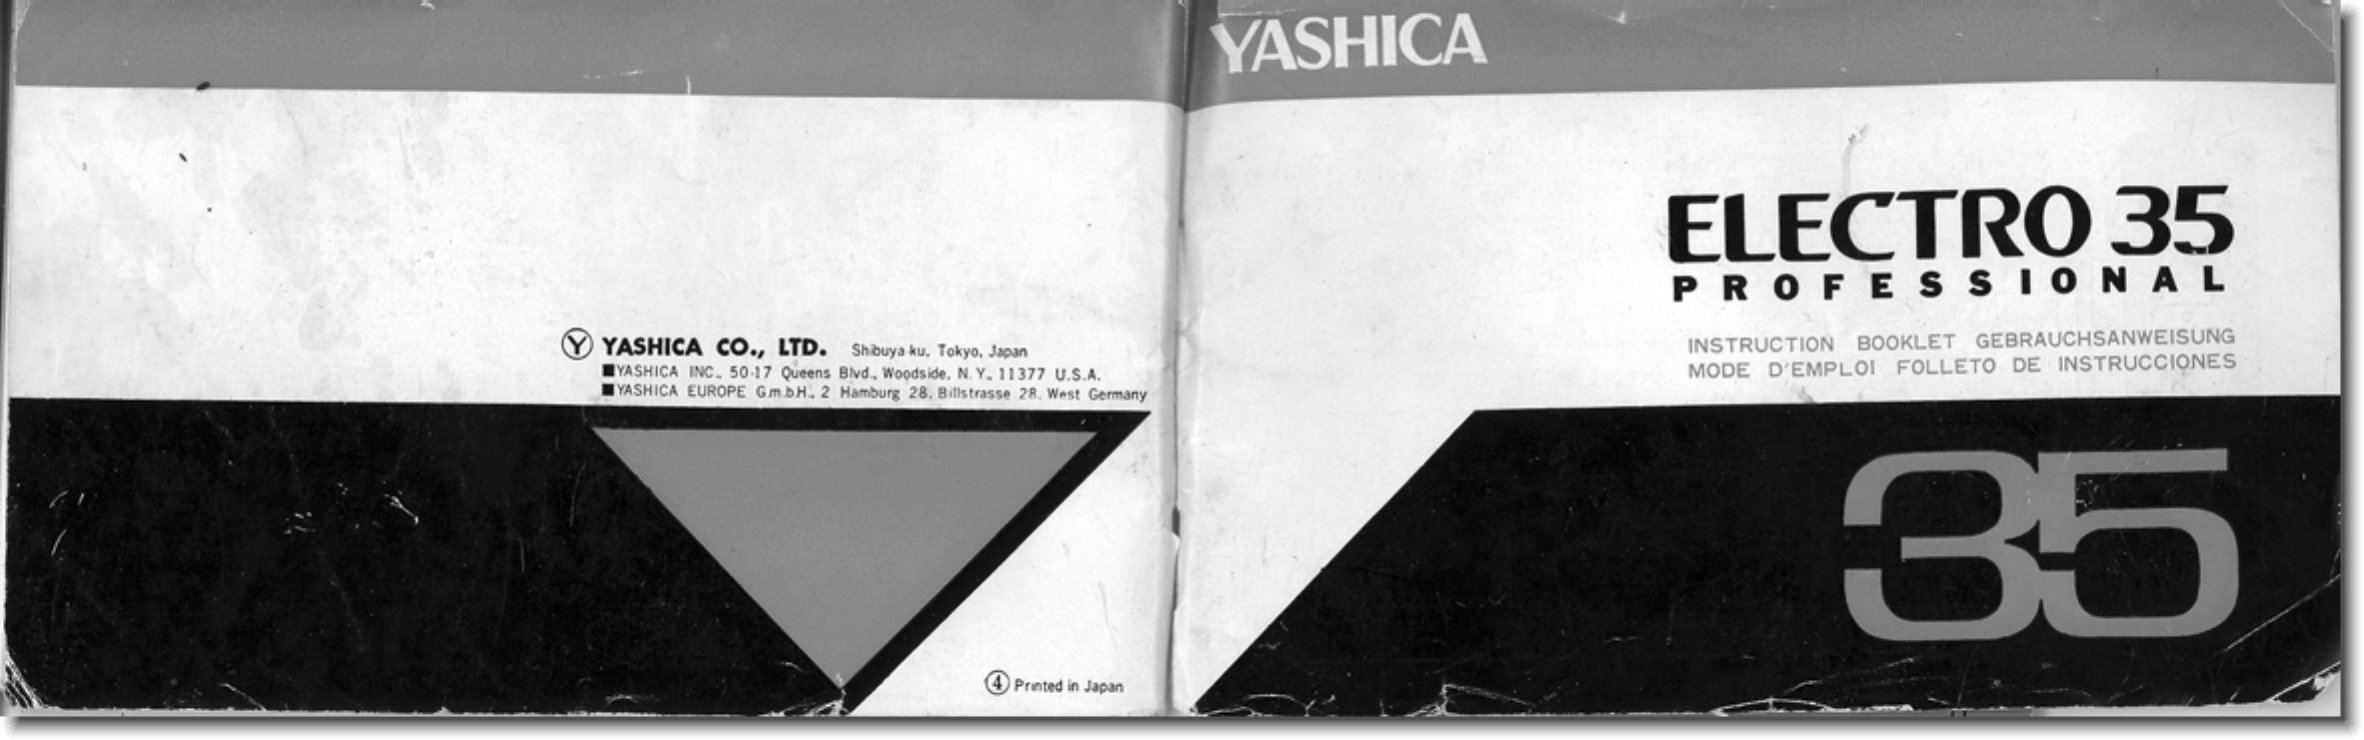 YASHICA
ELECTRO 35
PROFESSIONAL
INSTRUCTION BOOKLET GEBRAUCHSANWEISUNG
MODE D'EMPLOI FOLLETO DE INSTRUCCIONES
35
Y YASHICA CO., LTD. Shibuya-ku, Tokyo, Japan
■YASHICA INC., 50-17 Queens Blvd., Woodside, N.Y., 11377 U.S.A.
■YASHICA EUROPE G.m.b.H., 2 Hamburg 28, Billstrasse 28, West Germany
④ Printed in Japan